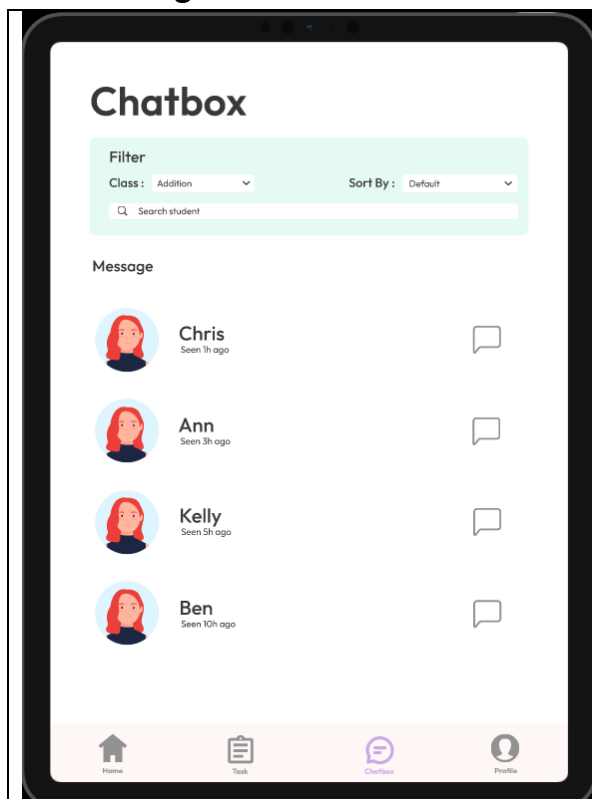 Chatbox
Filter
Class : Addition Sort By : Default
Search student
Message
Chris
Seen 1h ago
Ann
Seen 3h ago
Kelly
Seen 5h ago
Ben
Seen 10h ago
Home Task Chatbox Profile